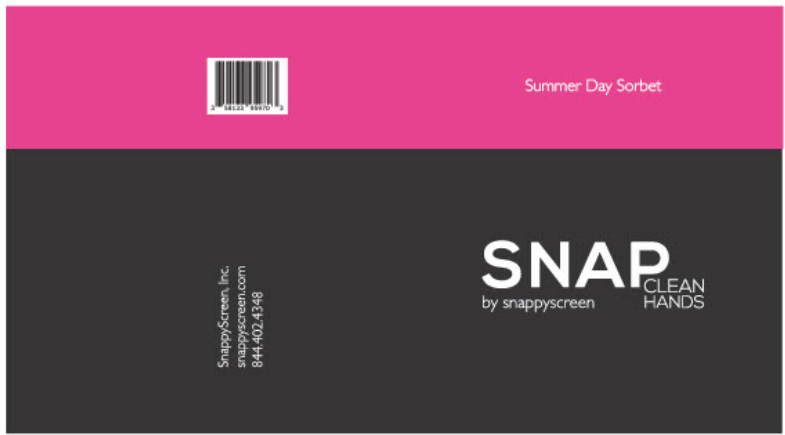 Summer Day Sorbet
SNAP
CLEAN
HANDS
by snappyscreen
SnappyScreen, Inc.
snappyscreen.com
844.402.4348